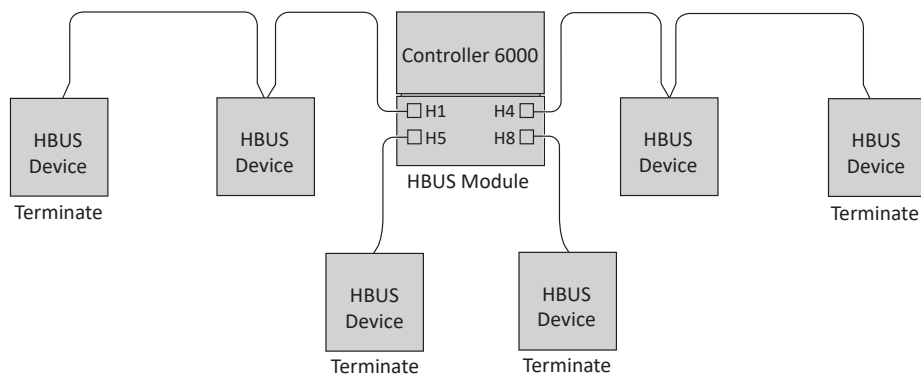 Controller 6000
H1 H4
H5 H8
HBUS Module
HBUS
Device
Terminate
HBUS
Device
HBUS
Device
HBUS
Device
Terminate
HBUS
Device
Terminate
HBUS
Device
Terminate